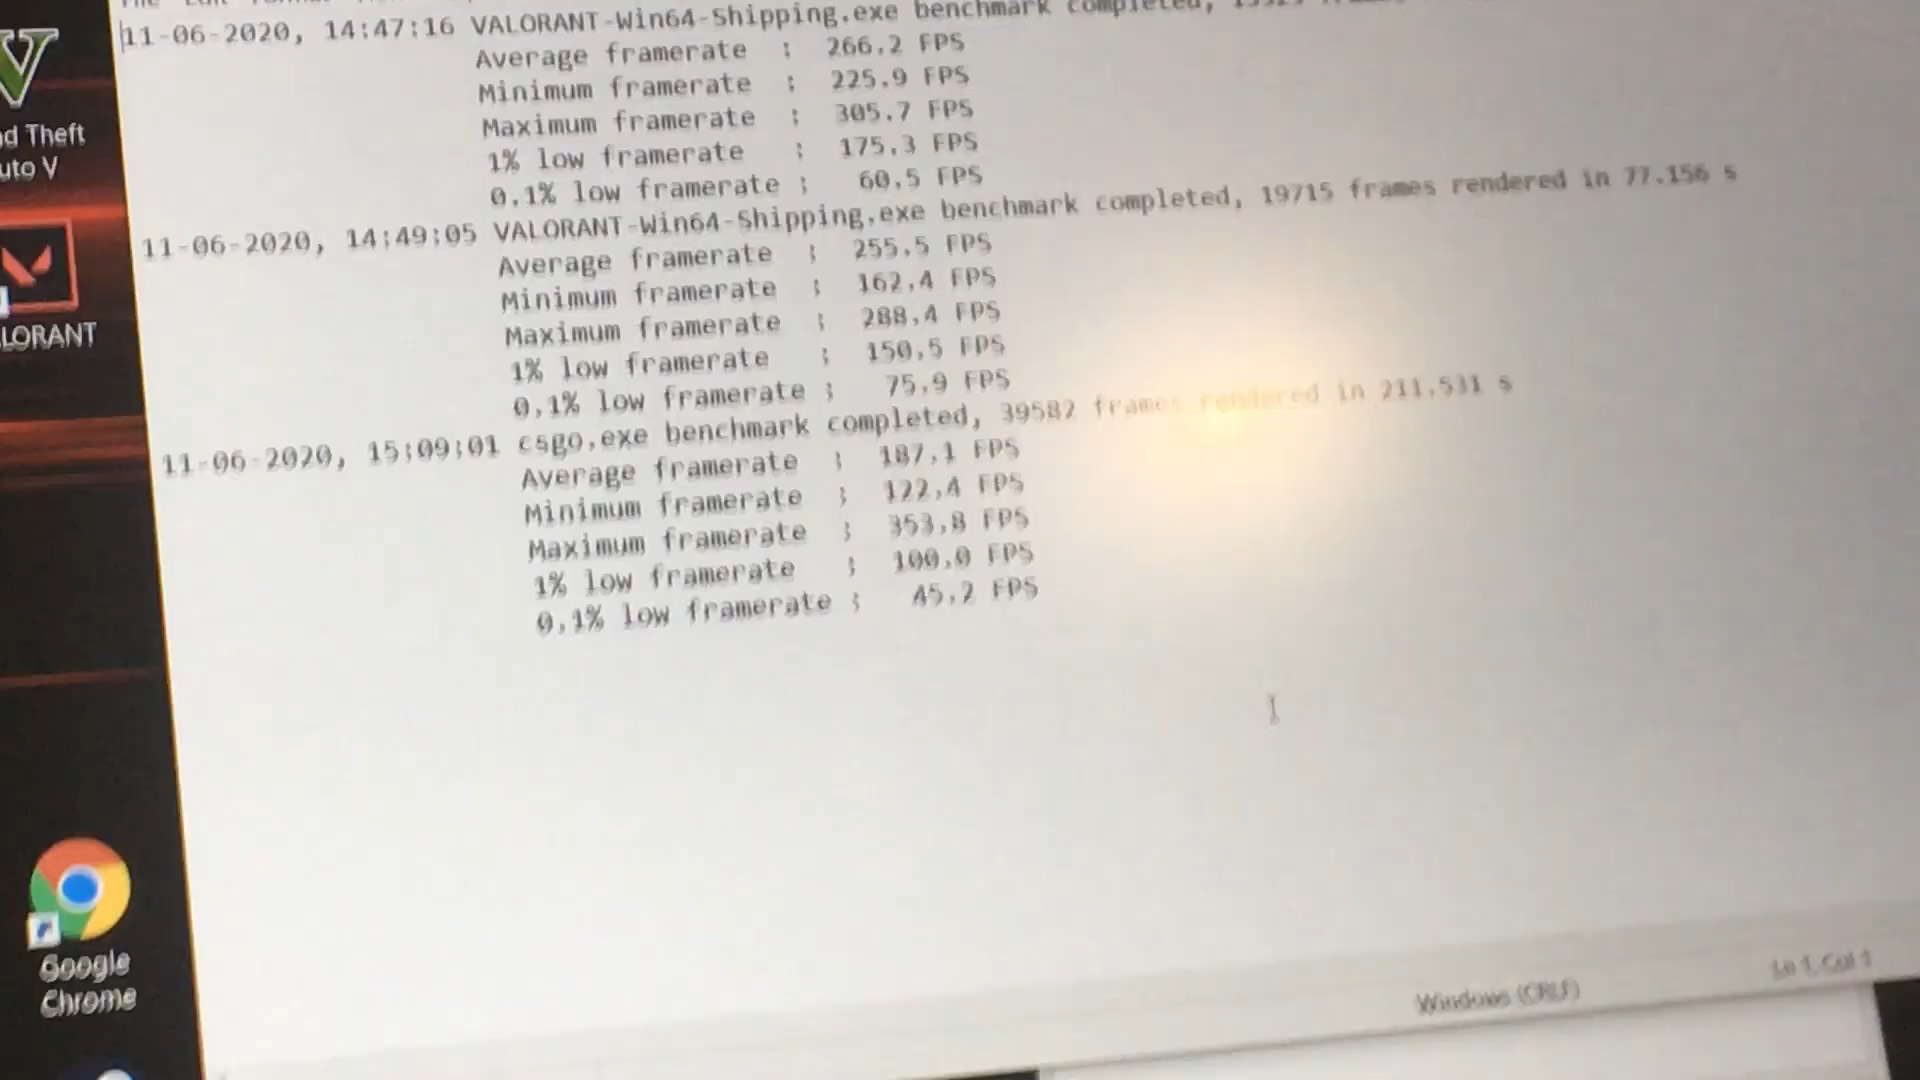 11-06-2020, 14:47:16 VALORANT-Win64-Shipping.exe benchmark completed,
Average framerate : 266.2 FPS
Minimum framerate : 225.9 FPS
Maximum framerate : 305.7 FPS
1% low framerate : 175.3 FPS
0.1% low framerate : 60.5 FPS
11-06-2020, 14:49:05 VALORANT-Win64-Shipping.exe benchmark completed, 19715 frames rendered in 77.156 s
Average framerate : 255.5 FPS
Minimum framerate : 162.4 FPS
Maximum framerate : 288.4 FPS
1% low framerate : 150.5 FPS
0.1% low framerate : 75.9 FPS
11-06-2020, 15:09:01 csgo.exe benchmark completed, 39582 frames rendered in 211.531 s
Average framerate : 187.1 FPS
Minimum framerate : 122.4 FPS
Maximum framerate : 353.8 FPS
1% low framerate : 100.0 FPS
0.1% low framerate : 45.2 FPS
d Theft
uto V
LORANT
Google
Chrome
Windows (CRLF)
Ln 1, Col 1